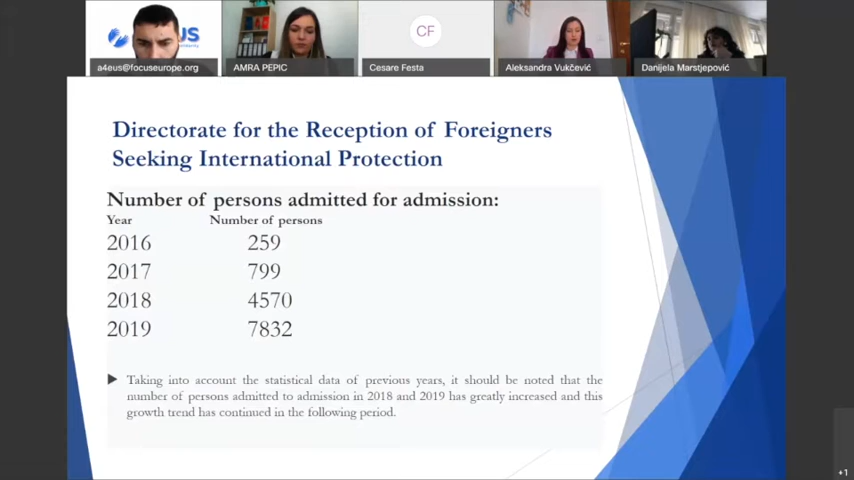 US
a4eus@focuseurope.org
AMRA PEPIC
CF
Cesare Festa
Aleksandra Vukčević
Danijela Marstjepović
Directorate for the Reception of Foreigners
Seeking International Protection
Number of persons admitted for admission:
Year Number of persons
2016 259
2017 799
2018 4570
2019 7832
Taking into account the statistical data of previous years, it should be noted that the
number of persons admitted to admission in 2018 and 2019 has greatly increased and this
growth trend has continued in the following period.
+1